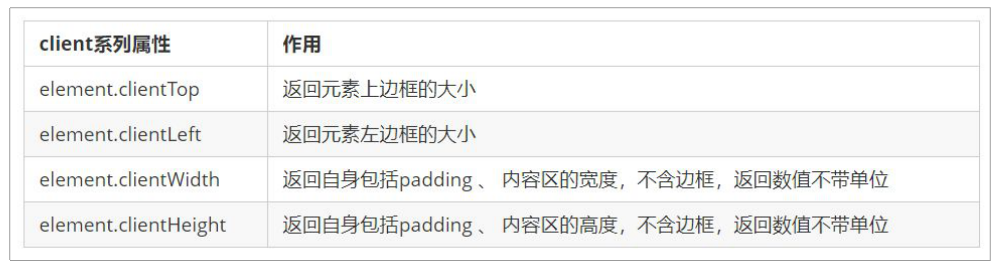 client系列属性 作用
element.clientTop 返回元素上边框的大小
element.clientLeft 返回元素左边框的大小
element.clientWidth 返回自身包括padding 、 内容区的宽度，不含边框，返回数值不带单位
element.clientHeight 返回自身包括padding 、 内容区的高度，不含边框，返回数值不带单位